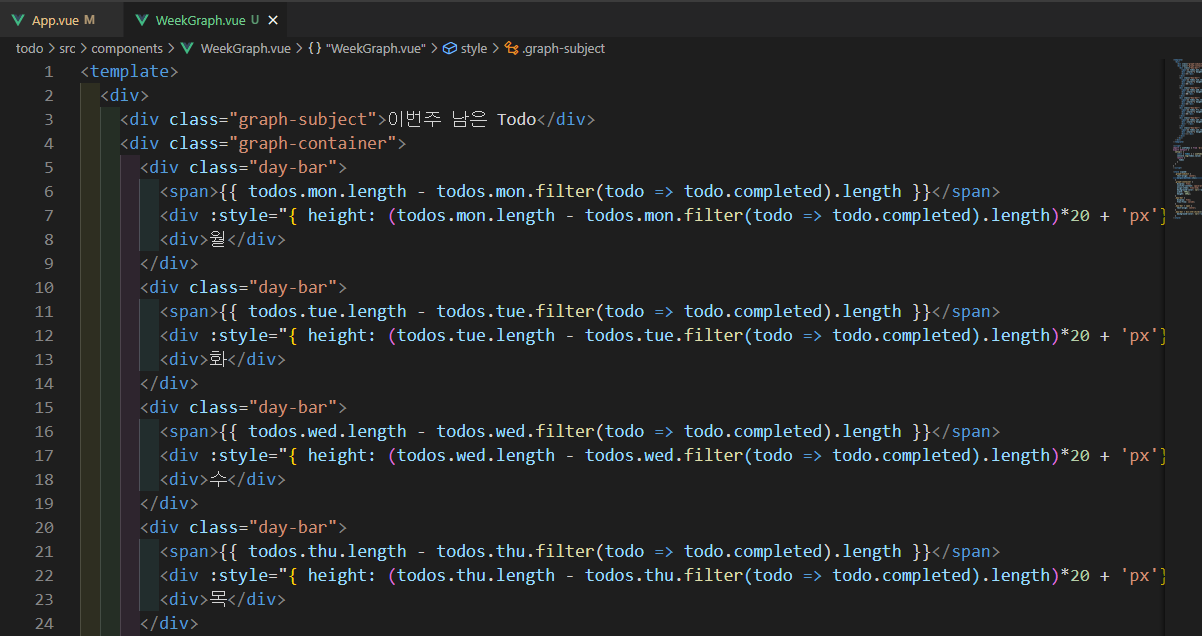 App.vue M
WeekGraph.vue U
todo > src > components > WeekGraph.vue > {} "WeekGraph.vue" > style > .graph-subject
1 <template>
2 <div>
3 <div class="graph-subject">이번주 남은 Todo</div>
4 <div class="graph-container">
5 <div class="day-bar">
6 <span>{{ todos.mon.length - todos.mon.filter(todo => todo.completed).length }}</span>
7 <div :style="{ height: (todos.mon.length - todos.mon.filter(todo => todo.completed).length)*20 + 'px'}
8 <div>월</div>
9 </div>
10 <div class="day-bar">
11 <span>{{ todos.tue.length - todos.tue.filter(todo => todo.completed).length }}</span>
12 <div :style="{ height: (todos.tue.length - todos.tue.filter(todo => todo.completed).length)*20 + 'px'}
13 <div>화</div>
14 </div>
15 <div class="day-bar">
16 <span>{{ todos.wed.length - todos.wed.filter(todo => todo.completed).length }}</span>
17 <div :style="{ height: (todos.wed.length - todos.wed.filter(todo => todo.completed).length)*20 + 'px'}
18 <div>수</div>
19 </div>
20 <div class="day-bar">
21 <span>{{ todos.thu.length - todos.thu.filter(todo => todo.completed).length }}</span>
22 <div :style="{ height: (todos.thu.length - todos.thu.filter(todo => todo.completed).length)*20 + 'px'}
23 <div>목</div>
24 </div>